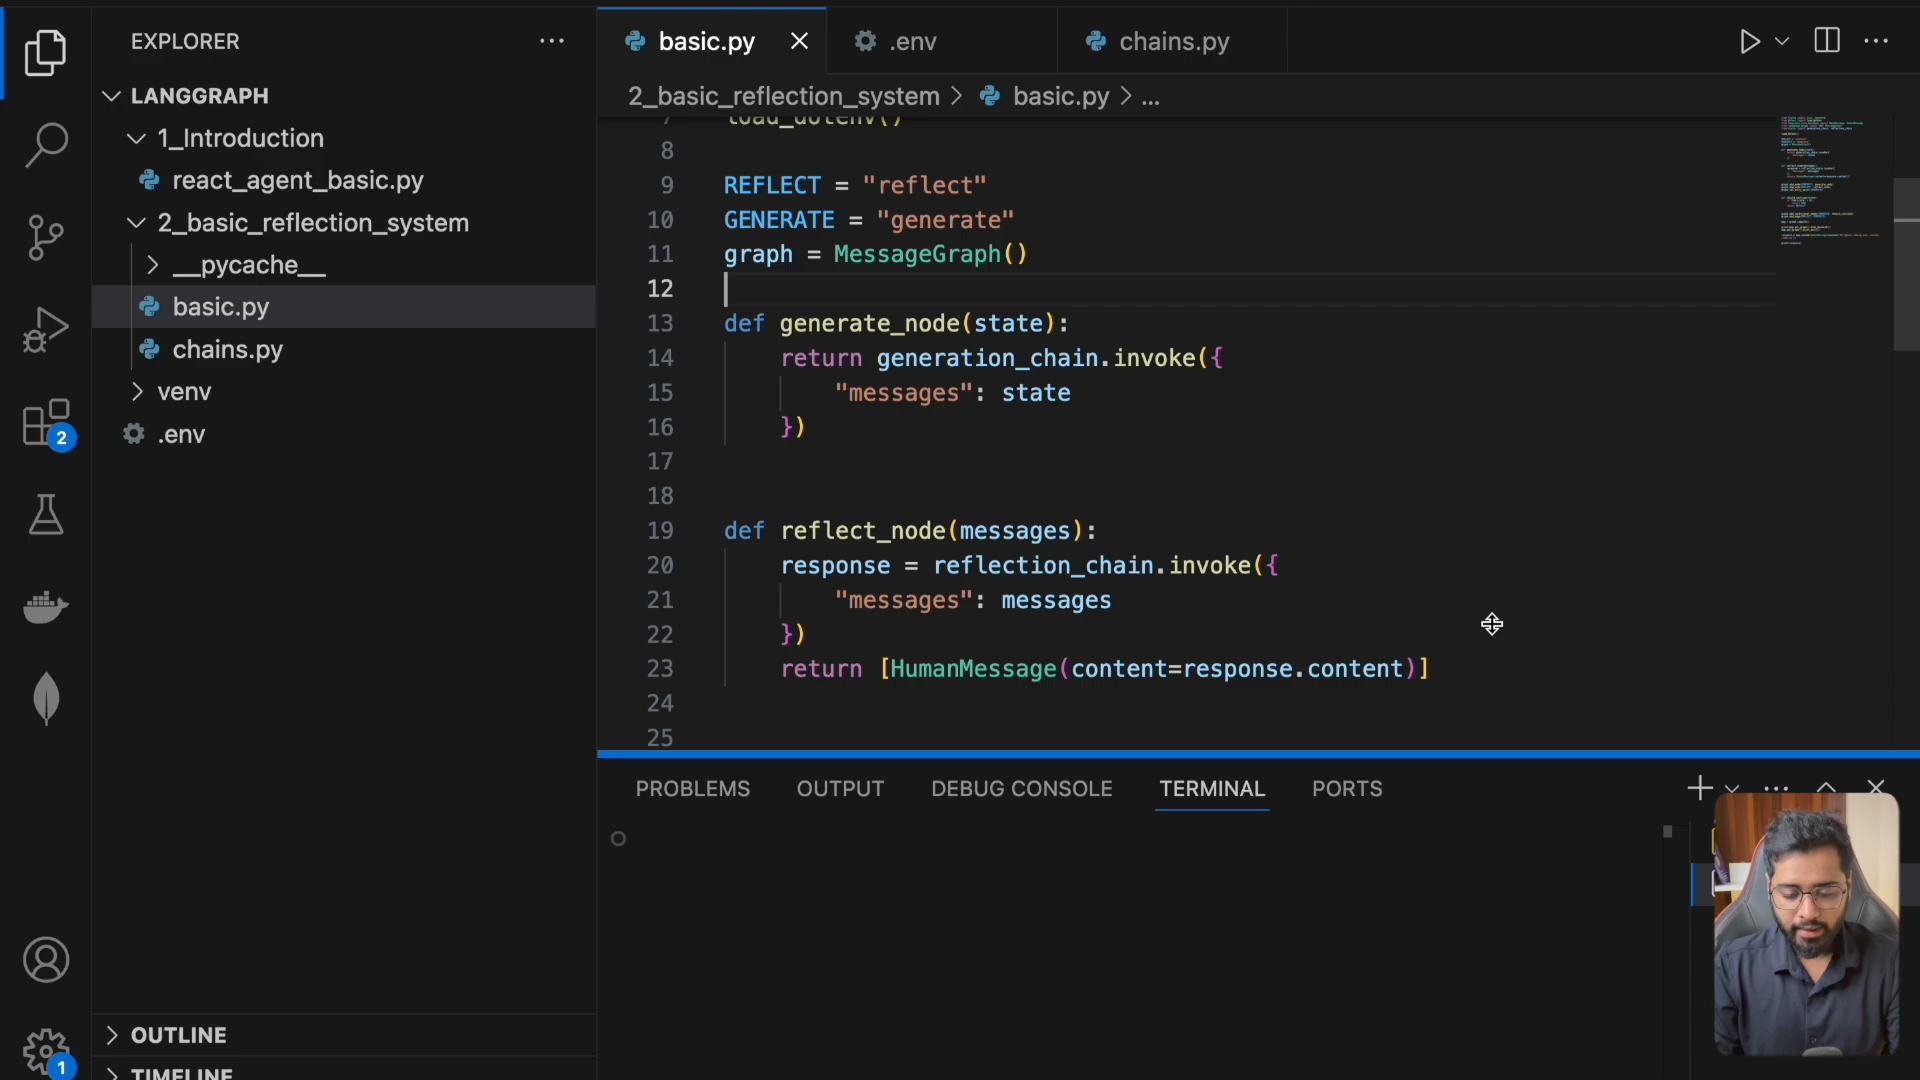 EXPLORER
LANGGRAPH
1_Introduction
react_agent_basic.py
2_basic_reflection_system
__pycache__
basic.py
chains.py
venv
.env
OUTLINE
TIMELINE
2
1
basic.py
.env
chains.py
2_basic_reflection_system > basic.py > ...
7 load_dotenv()
8
9 REFLECT = "reflect"
10 GENERATE = "generate"
11 graph = MessageGraph()
12
13 def generate_node(state):
14 return generation_chain.invoke({
15 "messages": state
16 })
17
18
19 def reflect_node(messages):
20 response = reflection_chain.invoke({
21 "messages": messages
22 })
23 return [HumanMessage(content=response.content)]
24
25
PROBLEMS OUTPUT DEBUG CONSOLE TERMINAL PORTS